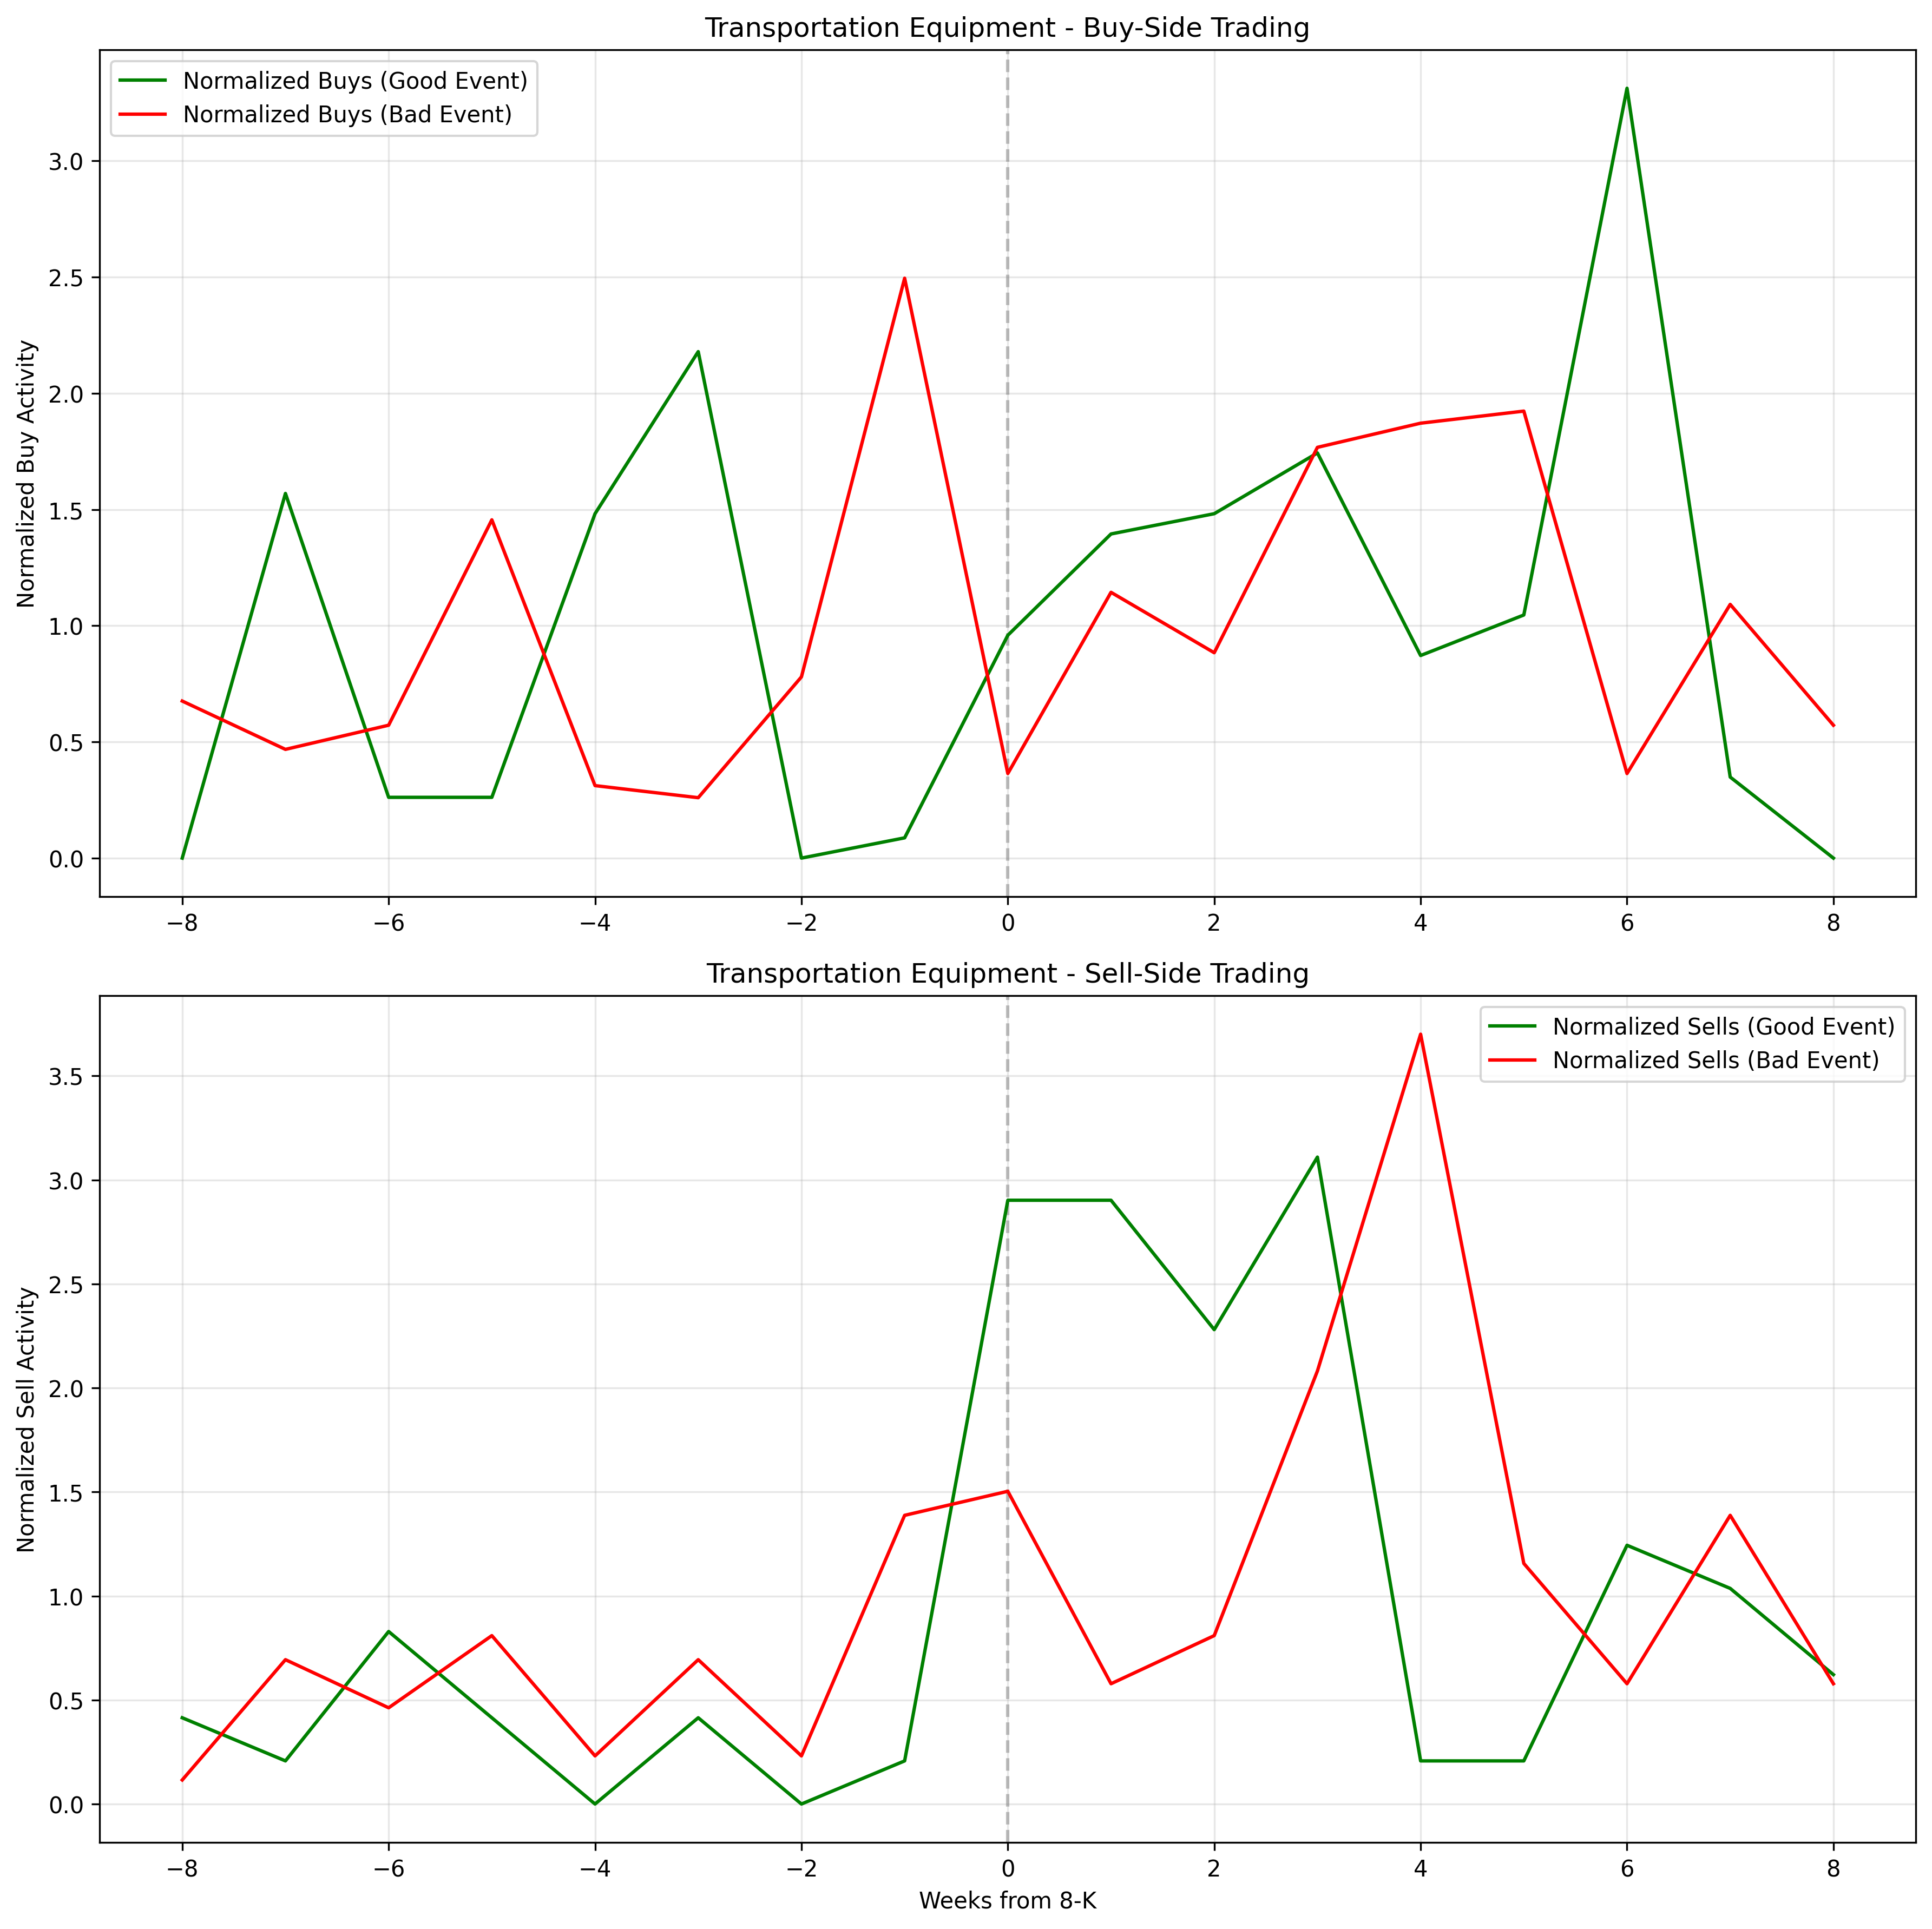 Transportation Equipment - Buy-Side Trading
Normalized Buys (Good Event)
Normalized Buys (Bad Event)
Normalized Buy Activity
3.0
2.5
2.0
1.5
1.0
0.5
0.0
−8 −6 −4 −2 0 2 4 6 8
Transportation Equipment - Sell-Side Trading
Normalized Sells (Good Event)
Normalized Sells (Bad Event)
Normalized Sell Activity
3.5
3.0
2.5
2.0
1.5
1.0
0.5
0.0
−8 −6 −4 −2 0 2 4 6 8
Weeks from 8-K